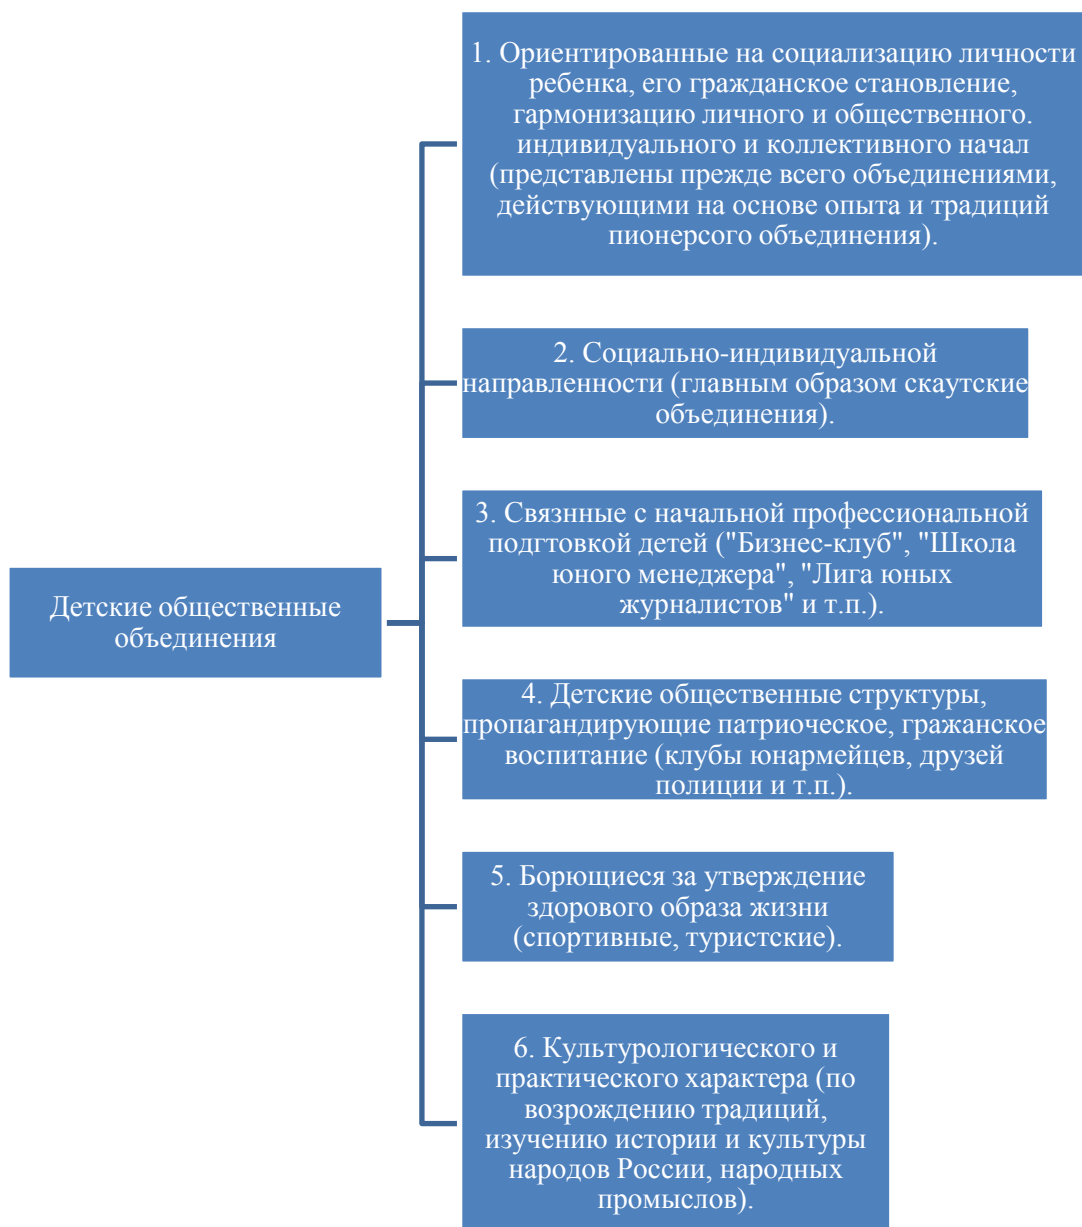 1. Ориентированные на социализацию личности
ребенка, его гражданское становление,
гармонизацию личного и общественного.
индивидуального и коллективного начал
(представлены прежде всего объединениями,
действующими на основе опыта и традиций
пионерсого объединения).
2. Социально-индивидуальной
направленности (главным образом скаутские
объединения).
3. Связнные с начальной профессиональной
подгтовкой детей ("Бизнес-клуб", "Школа
юного менеджера", "Лига юных
журналистов" и т.п.).
Детские общественные
объединения
4. Детские общественные структуры,
пропагандирующие патриоческое, гражанское
воспитание (клубы юнармейцев, друзей
полиции и т.п.).
5. Борющиеся за утверждение
здорового образа жизни
(спортивные, туристские).
6. Культурологического и
практического характера (по
возрождению традиций,
изучению истории и культуры
народов России, народных
промыслов).